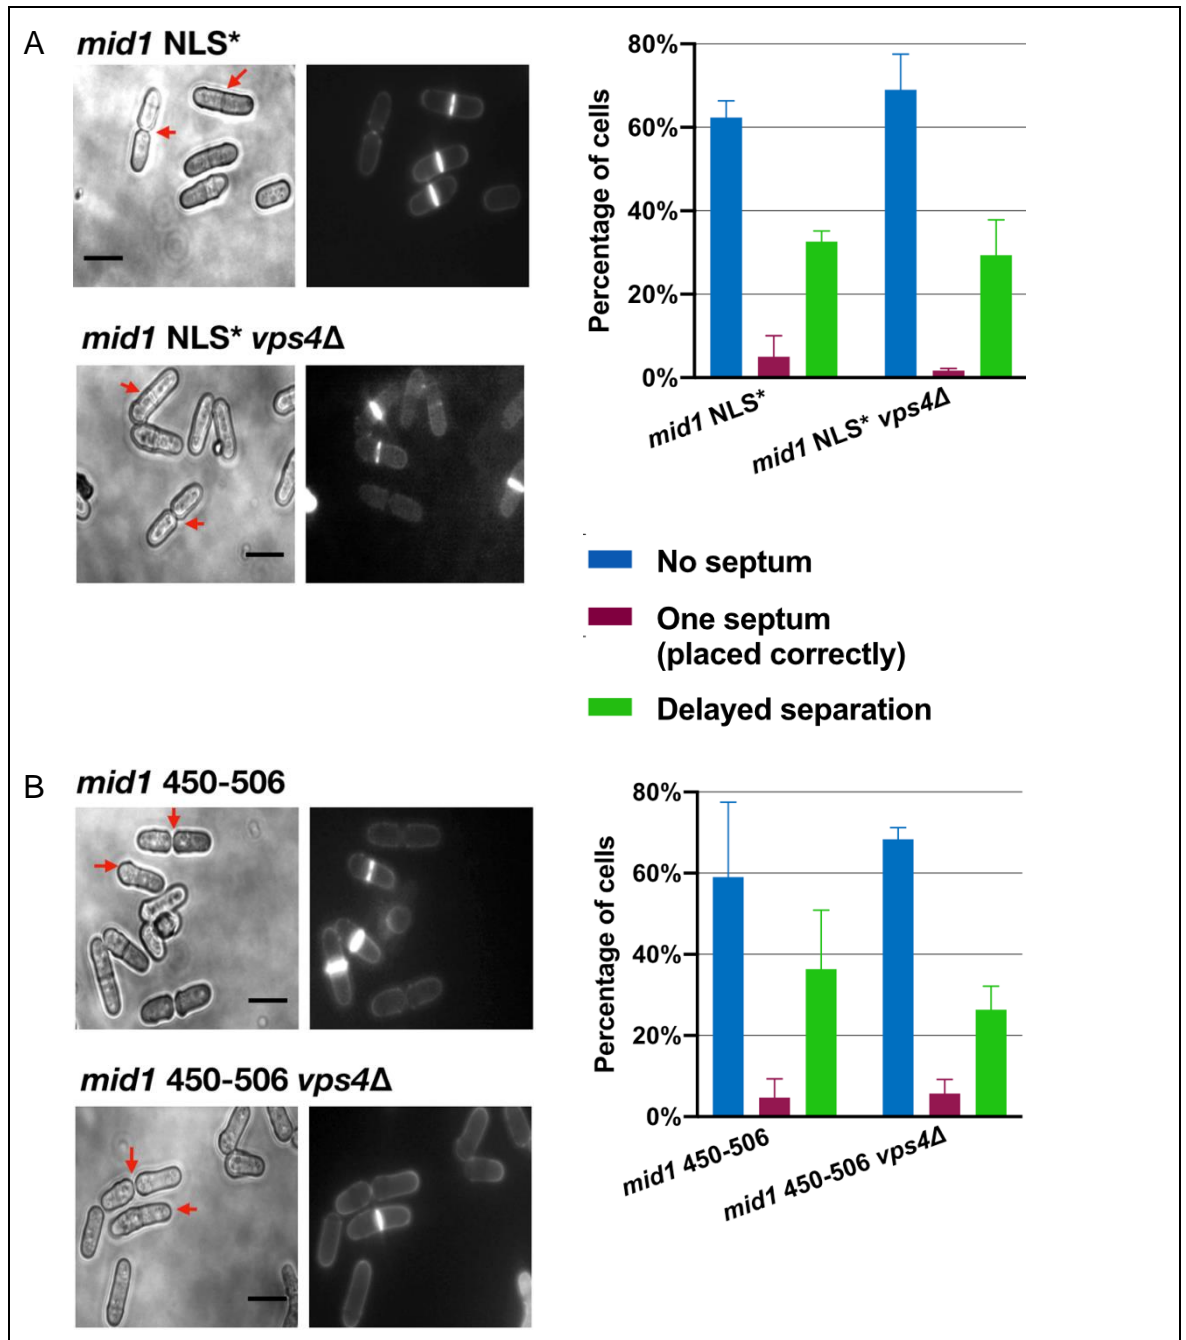 A
mid1 NLS*
mid1 NLS* vps4Δ
Percentage of cells
80%
60%
40%
20%
0%
mid1 NLS*
mid1 NLS* vps4Δ
No septum
One septum
(placed correctly)
Delayed separation
B
mid1 450-506
mid1 450-506 vps4Δ
Percentage of cells
80%
60%
40%
20%
0%
mid1 450-506
mid1 450-506 vps4Δ